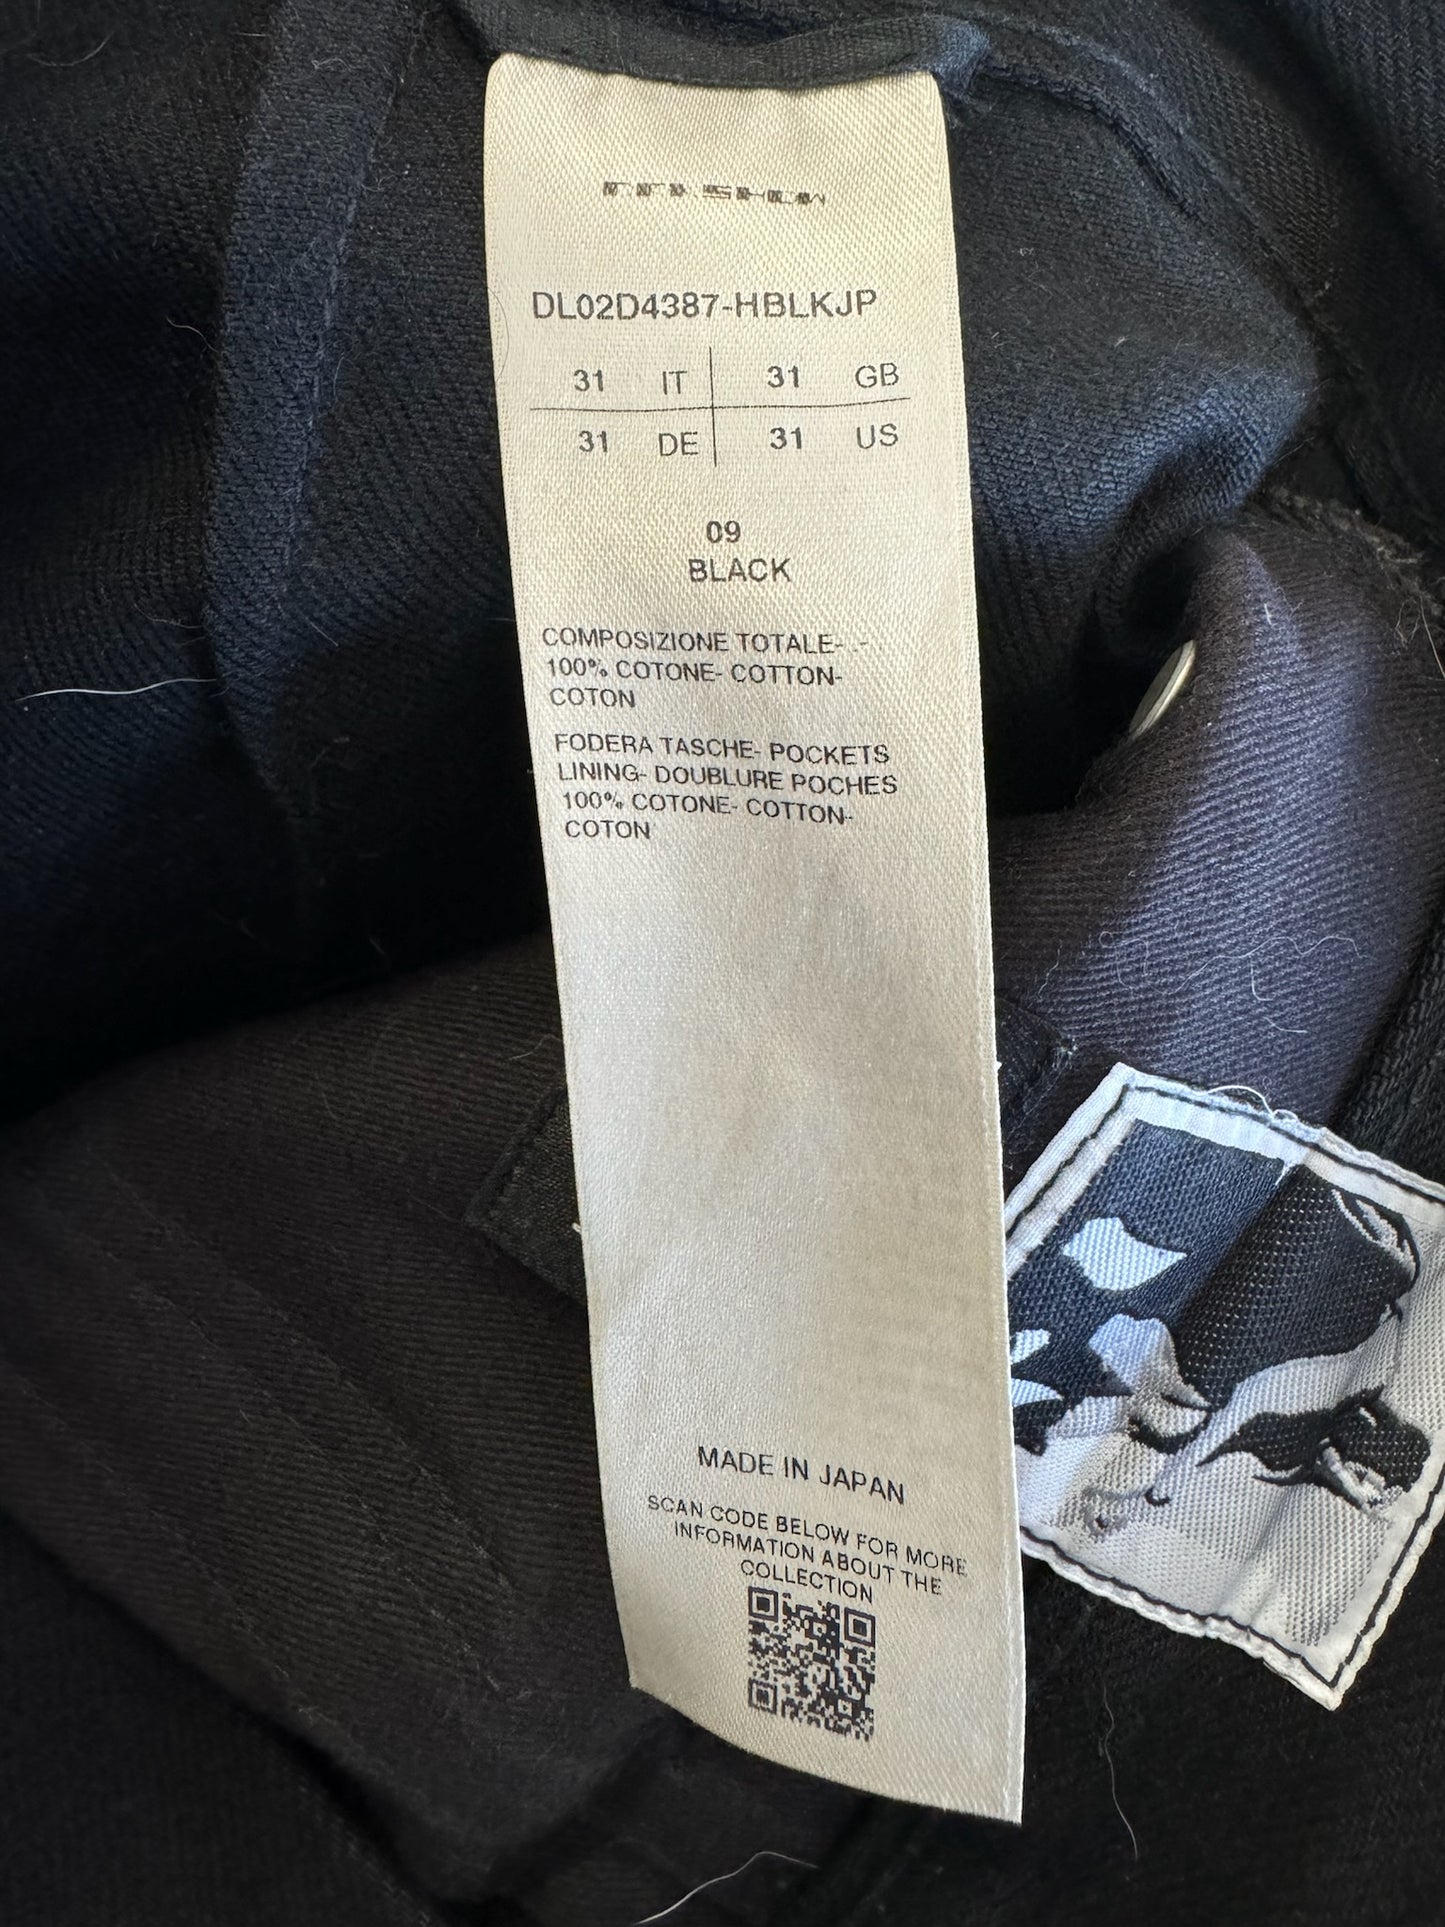 DRKSHDW
DL02D4387-HBLKJP
31 IT 31 GB
31 DE 31 US
09
BLACK
COMPOSIZIONE TOTALE- .-
100% COTONE- COTTON-
COTON
FODERA TASCHE- POCKETS
LINING- DOUBLURE POCHES
100% COTONE- COTTON-
COTON
MADE IN JAPAN
SCAN CODE BELOW FOR MORE
INFORMATION ABOUT THE
COLLECTION